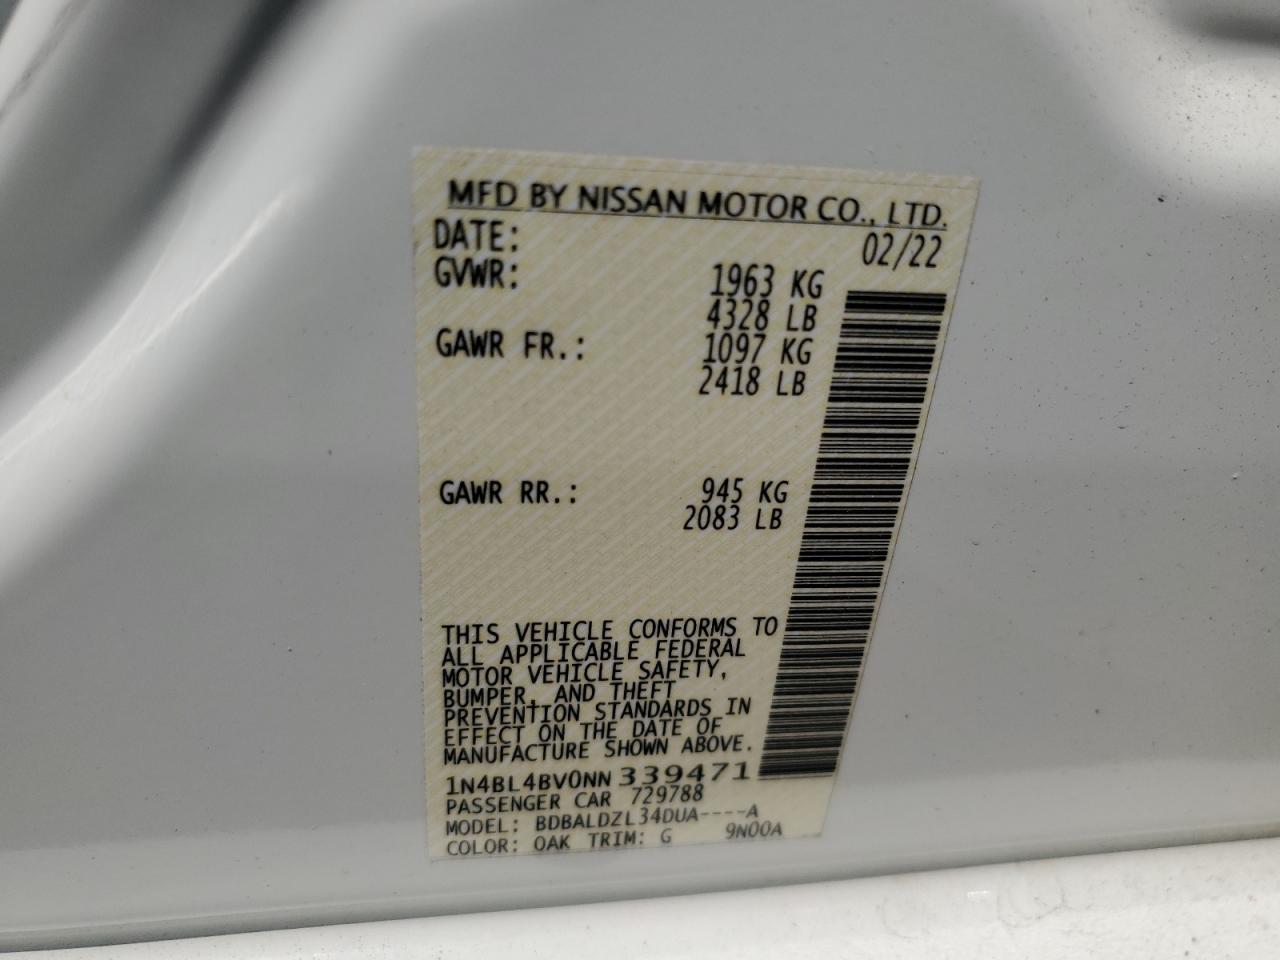 MFD BY NISSAN MOTOR CO., LTD.
DATE: 02/22
GVWR: 1963 KG
4328 LB
GAWR FR.: 1097 KG
2418 LB
GAWR RR.: 945 KG
2083 LB
THIS VEHICLE CONFORMS TO
ALL APPLICABLE FEDERAL
MOTOR VEHICLE SAFETY,
BUMPER, AND THEFT
PREVENTION STANDARDS IN
EFFECT ON THE DATE OF
MANUFACTURE SHOWN ABOVE.
1N4BL4BV0NN 339471
PASSENGER CAR 729788
MODEL: BDBALDZL34DUA----A
COLOR: OAK TRIM: G 9N00A